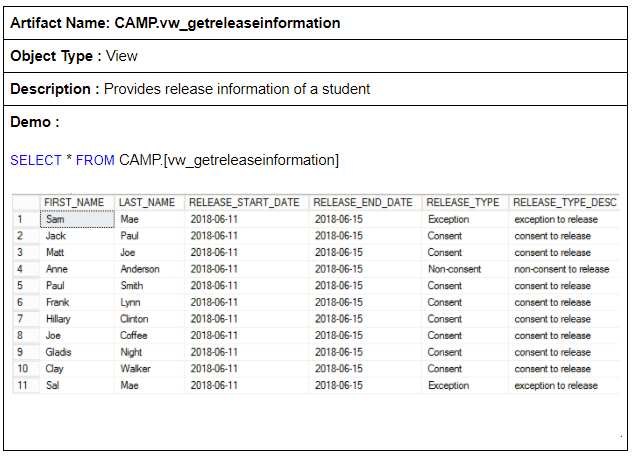 Artifact Name: CAMP.vw_getreleaseinformation
Object Type : View
Description : Provides release information of a student
Demo :
SELECT * FROM CAMP.[vw_getreleaseinformation]
FIRST_NAME LAST_NAME RELEASE_START_DATE RELEASE_END_DATE RELEASE_TYPE RELEASE_TYPE_DESC
1 Sam Mae 2018-06-11 2018-06-15 Exception exception to release
2 Jack Paul 2018-06-11 2018-06-15 Consent consent to release
3 Matt Joe 2018-06-11 2018-06-15 Consent consent to release
4 Anne Anderson 2018-06-11 2018-06-15 Non-consent non-consent to release
5 Paul Smith 2018-06-11 2018-06-15 Consent consent to release
6 Frank Lynn 2018-06-11 2018-06-15 Consent consent to release
7 Hillary Clinton 2018-06-11 2018-06-15 Consent consent to release
8 Joe Coffee 2018-06-11 2018-06-15 Consent consent to release
9 Gladis Night 2018-06-11 2018-06-15 Consent consent to release
10 Clay Walker 2018-06-11 2018-06-15 Consent consent to release
11 Sal Mae 2018-06-11 2018-06-15 Exception exception to release
.